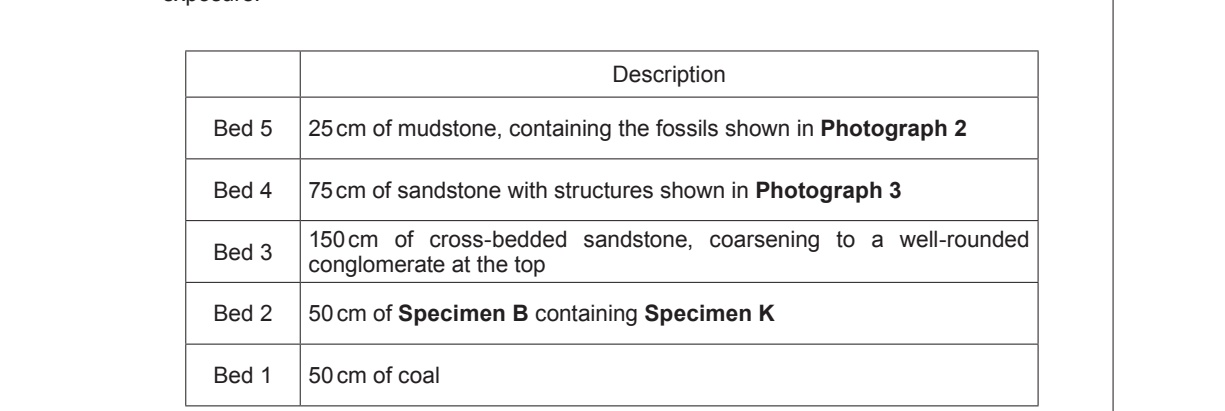 Description
Bed 5
25 cm of mudstone, containing the fossils shown in Photograph 2
Bed 4
75 cm of sandstone with structures shown in Photograph 3
Bed 3
150 cm of cross-bedded sandstone, coarsening to a well-rounded
conglomerate at the top
Bed 2
50 cm of Specimen B containing Specimen K
Bed 1
50 cm of coal